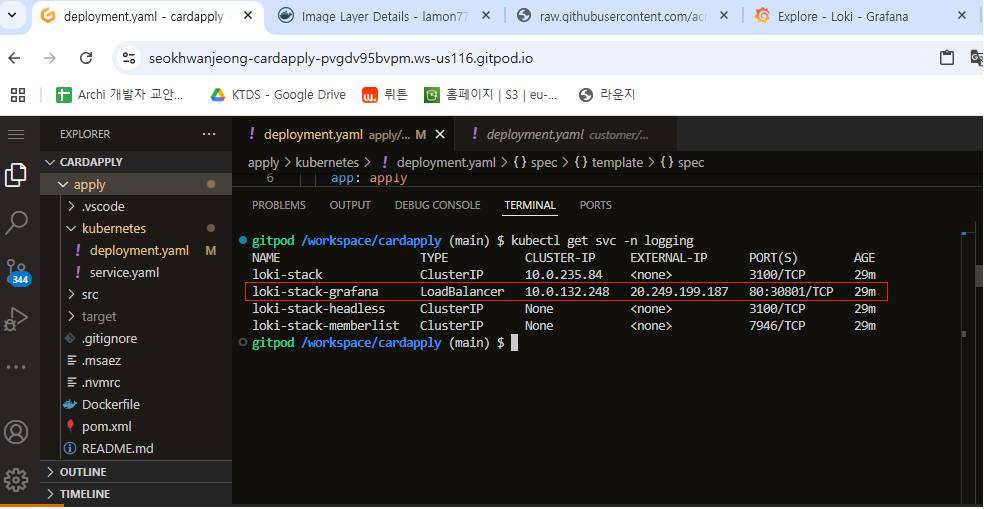 deployment.yaml - cardapply -
Image Layer Details - lamon77
raw.githubusercontent.com/acr
Explore - Loki - Grafana
seokhwanjeong-cardapply-pvgdv95bvpm.ws-us116.gitpod.io
Archi 개발자 교안...
KTDS - Google Drive
뤼튼
홈페이지 | S3 | eu-...
라운지
EXPLORER
deployment.yaml apply/... M
deployment.yaml customer/...
CARDAPPLY
apply > kubernetes > ! deployment.yaml > {} spec > {} template > {} spec
6 app: apply
apply
.vscode
kubernetes
! deployment.yaml M
! service.yaml
src
target
.gitignore
.msaez
.nvmrc
Dockerfile
pom.xml
README.md
OUTLINE
TIMELINE
344
PROBLEMS OUTPUT DEBUG CONSOLE TERMINAL PORTS
gitpod /workspace/cardapply (main) $ kubectl get svc -n logging
NAME TYPE CLUSTER-IP EXTERNAL-IP PORT(S) AGE
loki-stack ClusterIP 10.0.235.84 <none> 3100/TCP 29m
loki-stack-grafana LoadBalancer 10.0.132.248 20.249.199.187 80:30801/TCP 29m
loki-stack-headless ClusterIP None <none> 3100/TCP 29m
loki-stack-memberlist ClusterIP None <none> 7946/TCP 29m
gitpod /workspace/cardapply (main) $